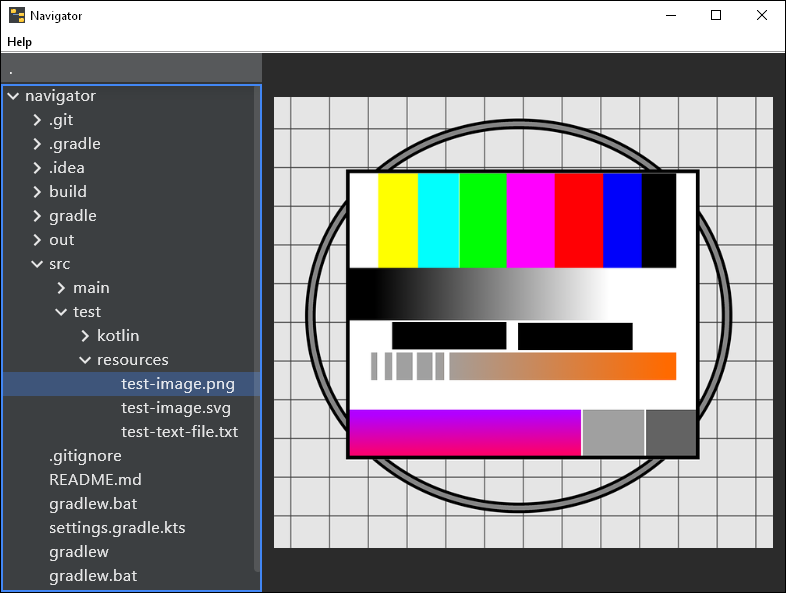 Navigator
Help
.
navigator
.git
.gradle
.idea
build
gradle
out
src
main
test
kotlin
resources
test-image.png
test-image.svg
test-text-file.txt
.gitignore
README.md
gradlew.bat
settings.gradle.kts
gradlew
gradlew.bat